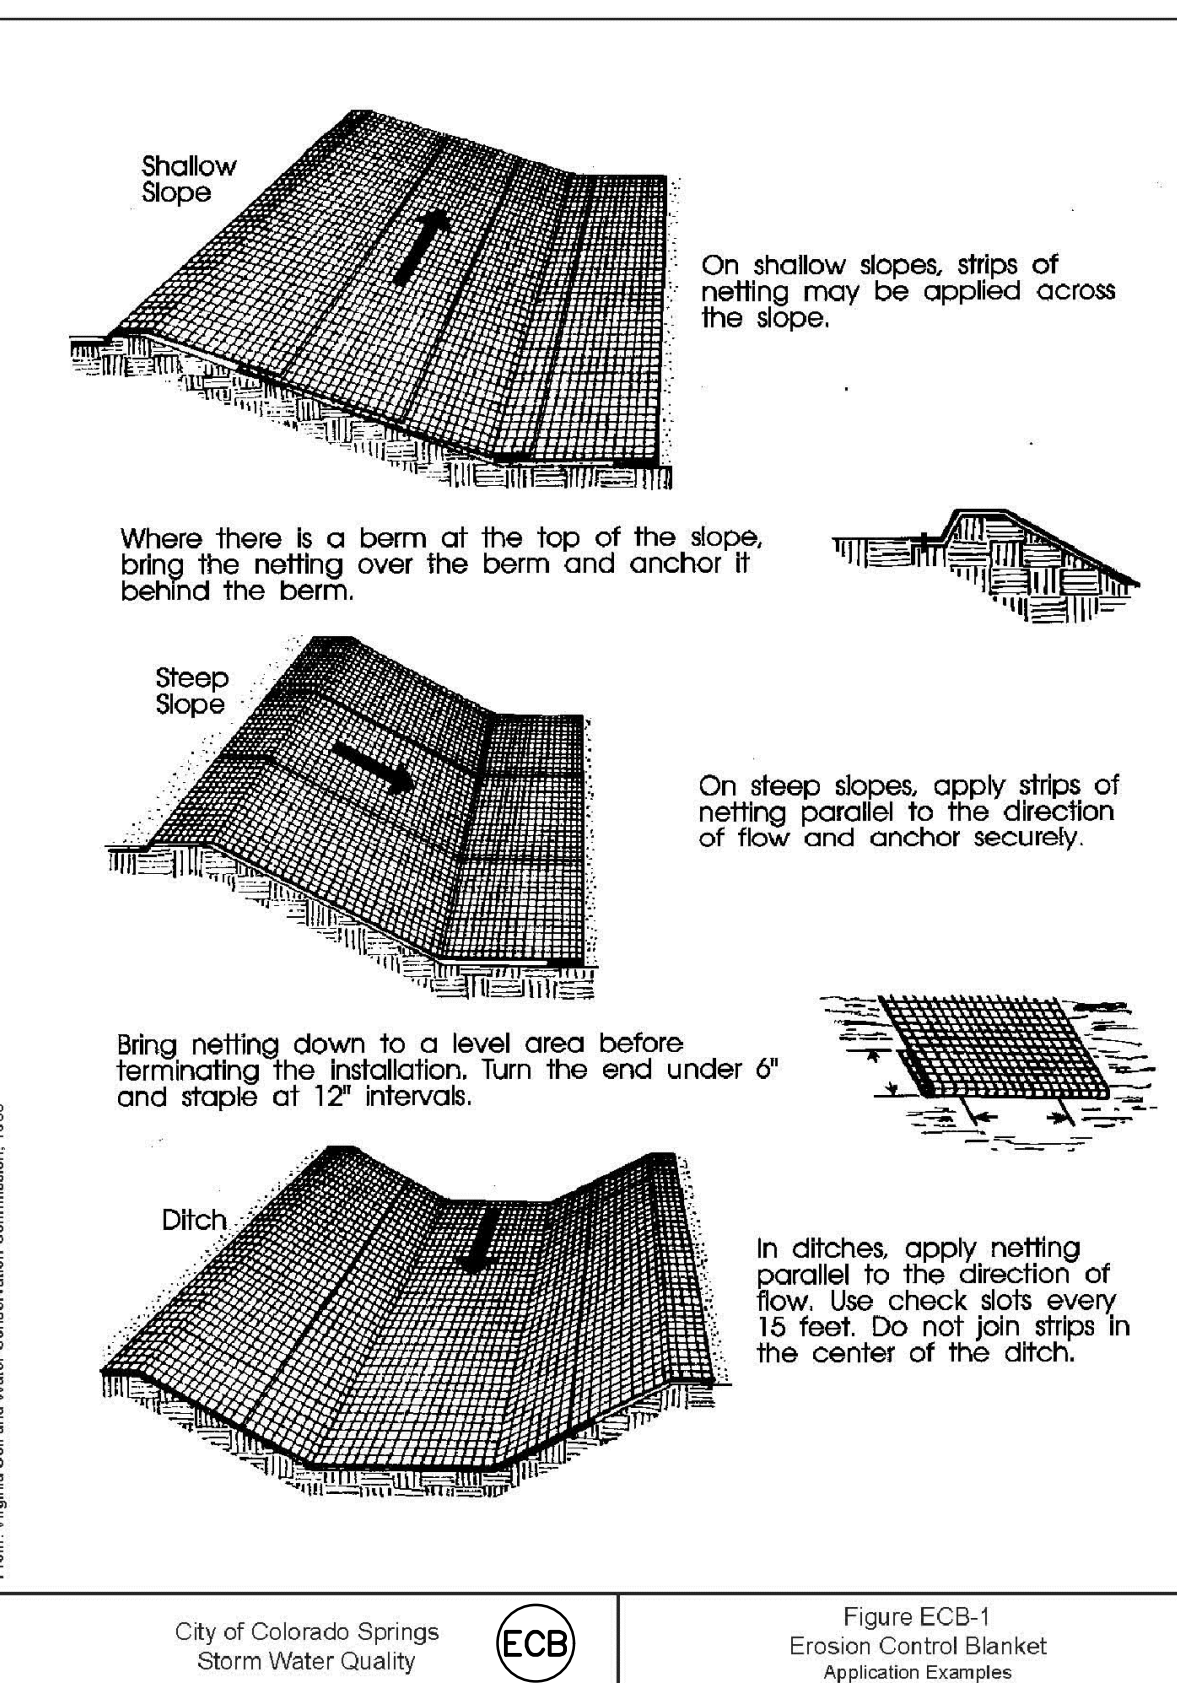 Shallow
Slope
On shallow slopes, strips of
netting may be applied across
the slope.
Where there is a berm at the top of the slope,
bring the netting over the berm and anchor it
behind the berm.
Steep
Slope
On steep slopes, apply strips of
netting parallel to the direction
of flow and anchor securely.
Bring netting down to a level area before
terminating the installation. Turn the end under 6"
and staple at 12" intervals.
Ditch
In ditches, apply netting
parallel to the direction of
flow. Use check slots every
15 feet. Do not join strips in
the center of the ditch.
City of Colorado Springs
Storm Water Quality
ECB
Figure ECB-1
Erosion Control Blanket
Application Examples